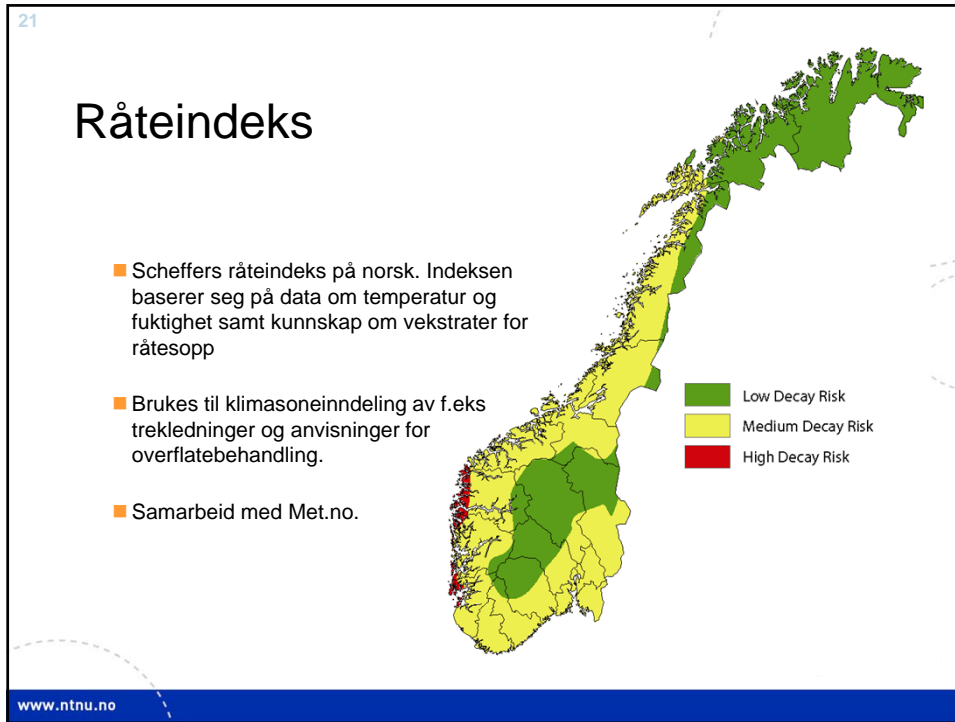 21
Råteindeks
Scheffers råteindeks på norsk. Indeksen
baserer seg på data om temperatur og
fuktighet samt kunnskap om vekstrater for
råtesopp
Brukes til klimasoneinndeling av f.eks
trekledninger og anvisninger for
overflatebehandling.
Samarbeid med Met.no.
Low Decay Risk
Medium Decay Risk
High Decay Risk
www.ntnu.no